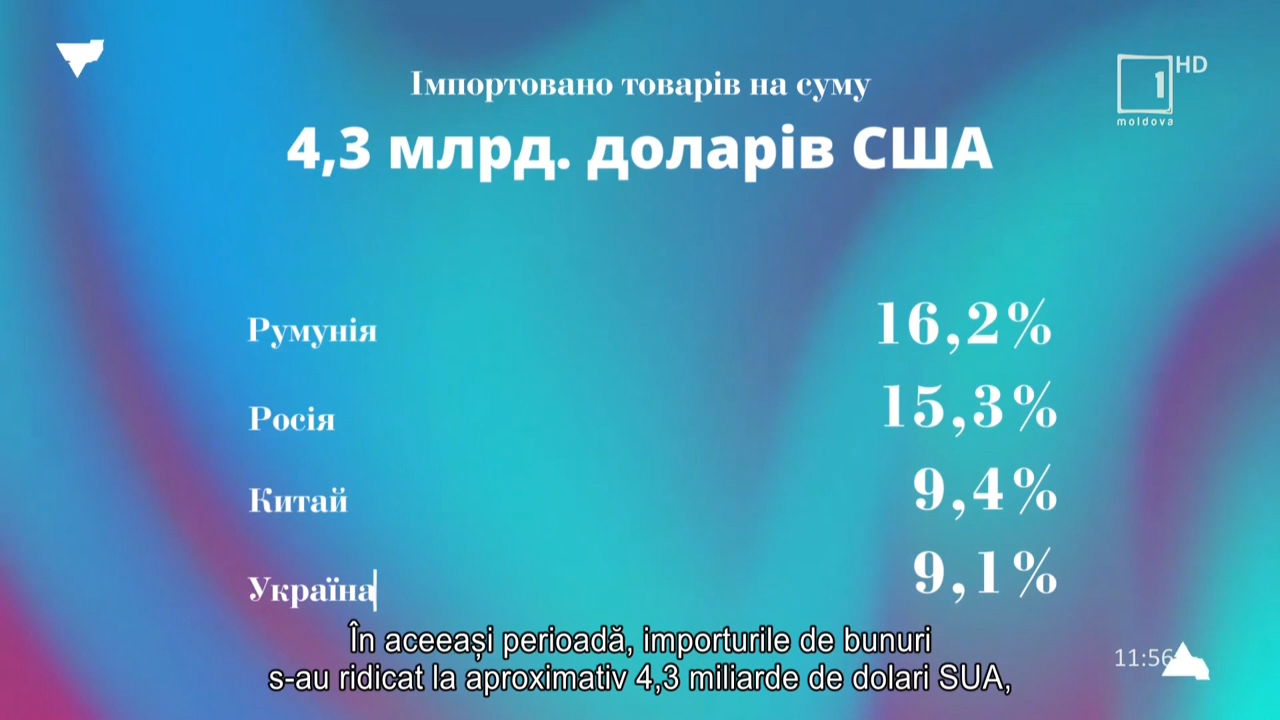 Імпортовано товарів на суму
4,3 млрд. доларів США
1 HD
moldova
Румунія 16,2%
Росія 15,3%
Китай 9,4%
Україна 9,1%
În aceeași perioadă, importurile de bunuri
s-au ridicat la aproximativ 4,3 miliarde de dolari SUA,
11:56